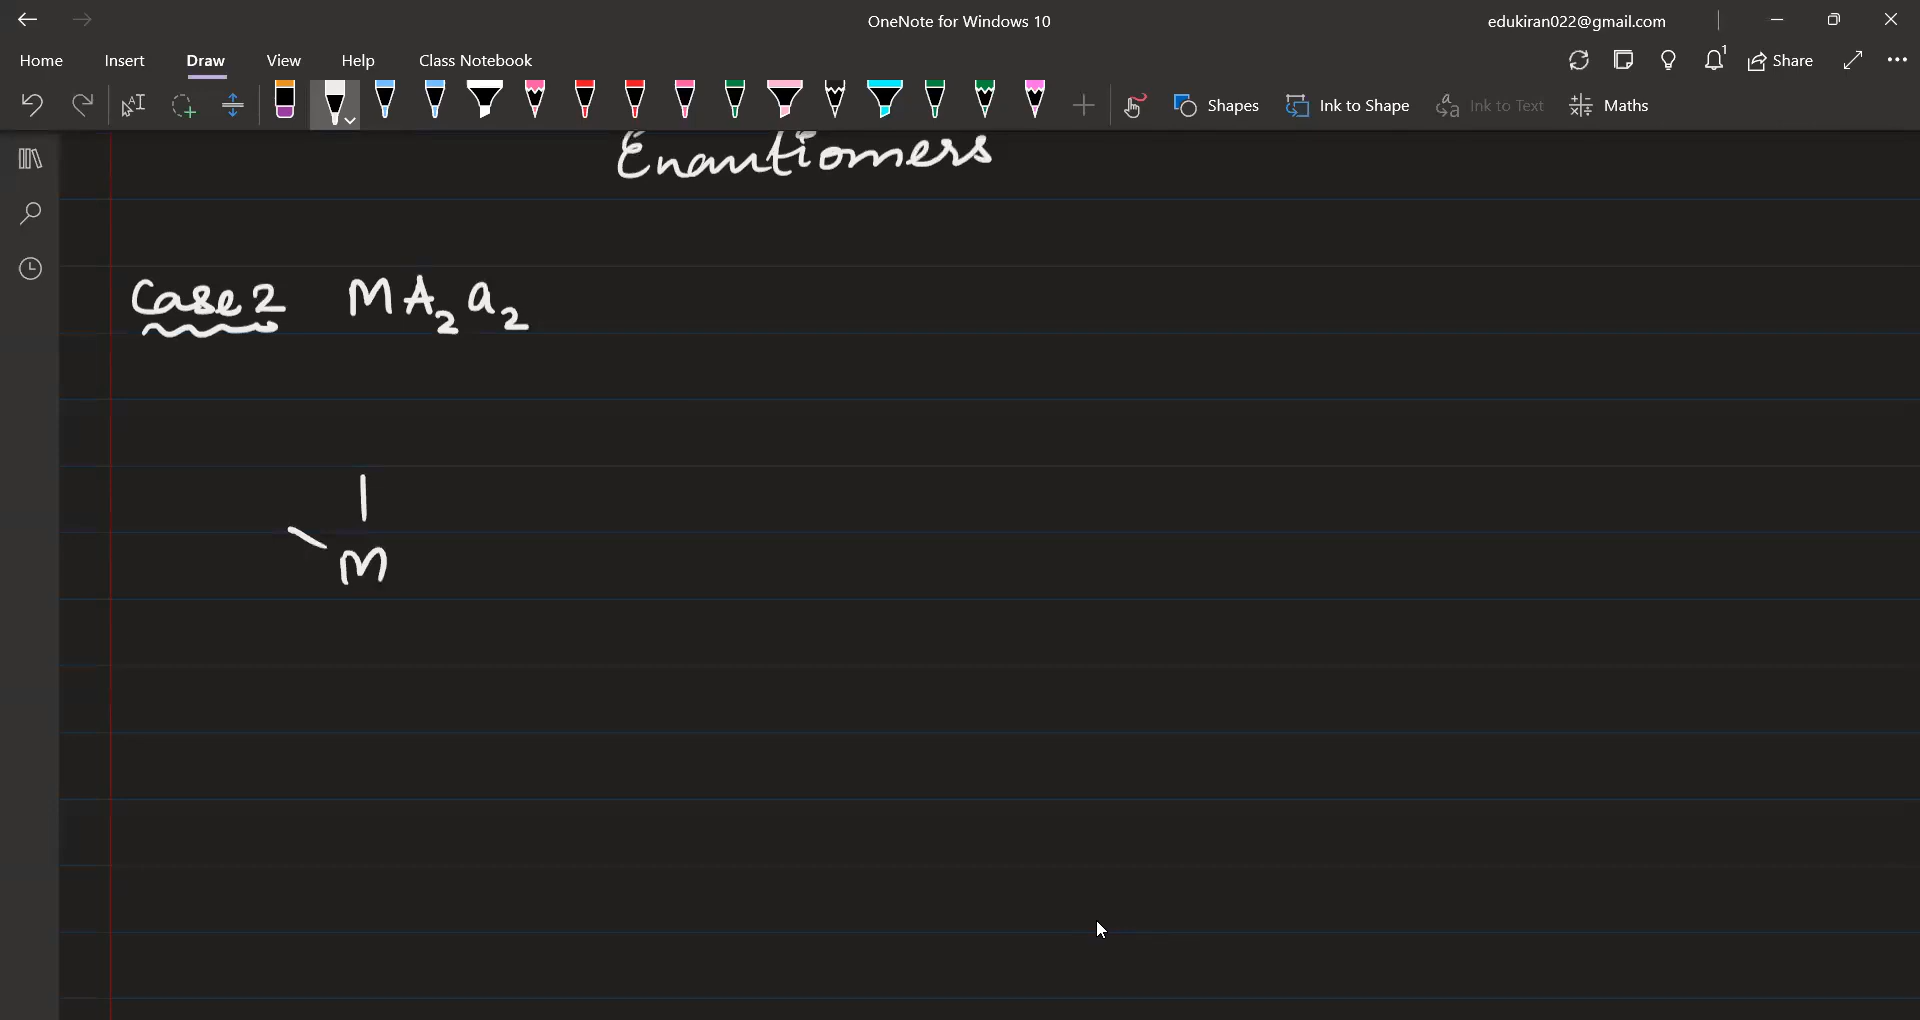 OneNote for Windows 10
edukiran022@gmail.com
Home Insert Draw View Help Class Notebook
1 Share
Shapes Ink to Shape Ink to Text Maths
Enantiomers
Case 2 MA2a2
M